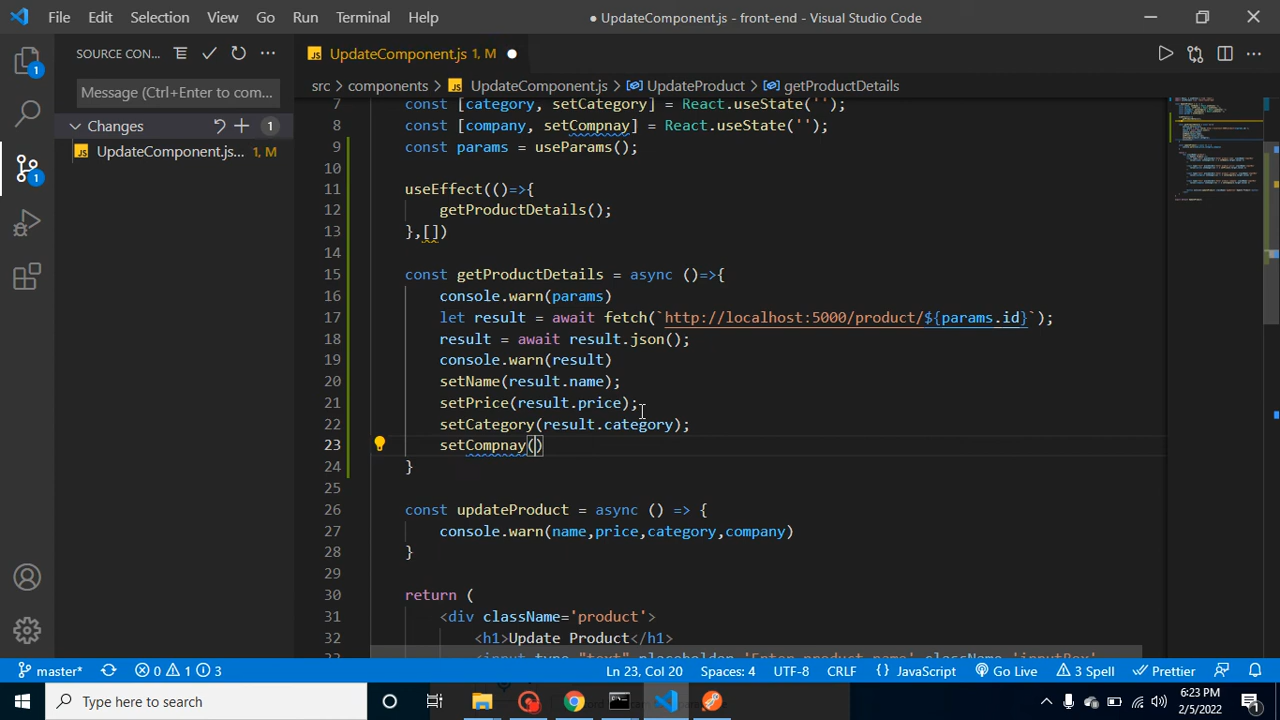 File Edit Selection View Go Run Terminal Help ● UpdateComponent.js - front-end - Visual Studio Code
SOURCE CON...
UpdateComponent.js 1, M
Message (Ctrl+Enter to com...
src > components > JS UpdateComponent.js > UpdateProduct > getProductDetails
Changes 1
JS UpdateComponent.js... 1, M
7 const [category, setCategory] = React.useState('');
8 const [company, setCompnay] = React.useState('');
9 const params = useParams();
10
11 useEffect(()=>{
12 getProductDetails();
13 },[])
14
15 const getProductDetails = async ()=>{
16 console.warn(params)
17 let result = await fetch(`http://localhost:5000/product/${params.id}`);
18 result = await result.json();
19 console.warn(result)
20 setName(result.name);
21 setPrice(result.price);
22 setCategory(result.category);
23 setCompnay()
24 }
25
26 const updateProduct = async () => {
27 console.warn(name,price,category,company)
28 }
29
30 return (
31 <div className='product'>
32 <h1>Update Product</h1>
master* 0 1 3 Ln 23, Col 20 Spaces: 4 UTF-8 CRLF {} JavaScript Go Live 3 Spell Prettier
Type here to search
6:23 PM
2/5/2022